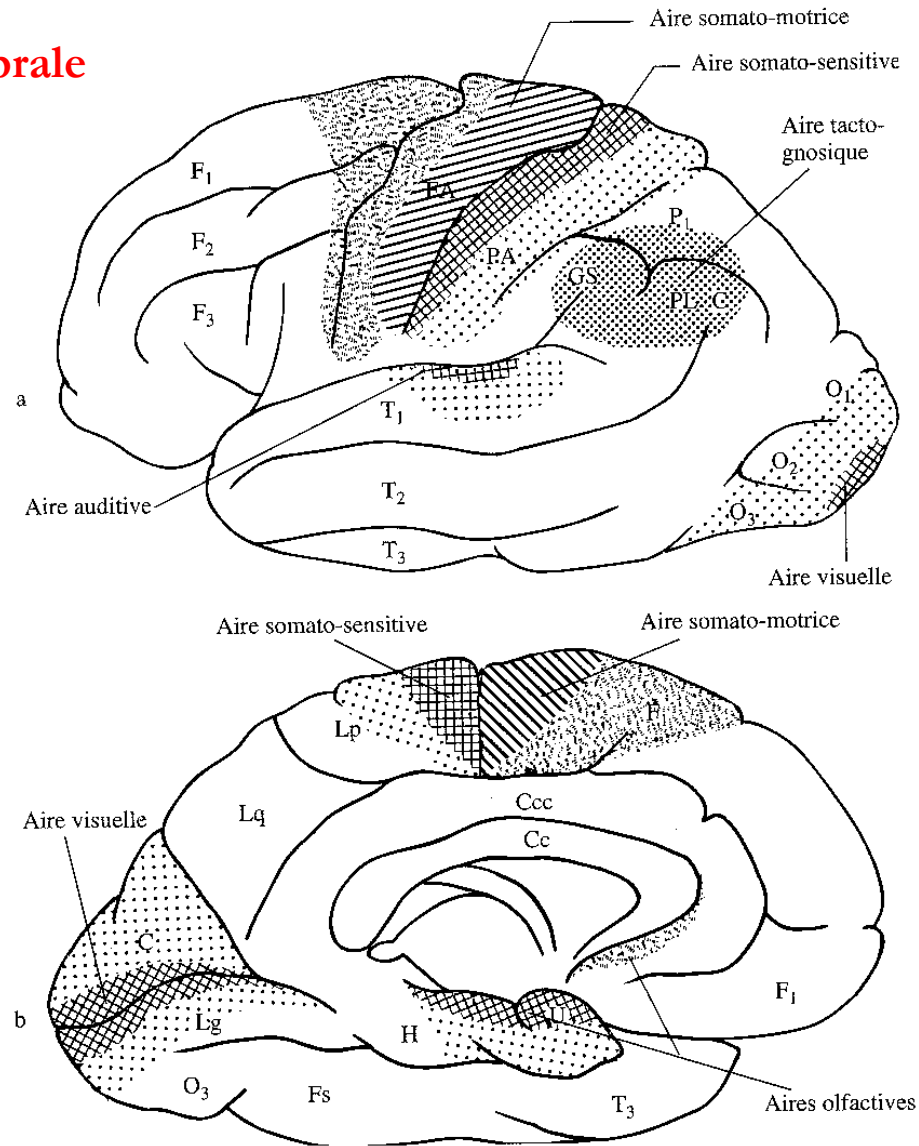 orale
Aire somato-motrice
Aire somato-sensitive
Aire tacto-
gnosique
F1
FA
P1
F2
PA
GS
PL C
F3
a
O1
T1
O2
Aire auditive
T2
O3
T3
Aire visuelle
Aire somato-sensitive
Aire somato-motrice
F
Lp
Aire visuelle
Lq
Ccc
Cc
C
F1
b
Lg
U
H
O3
Fs
T3
Aires olfactives